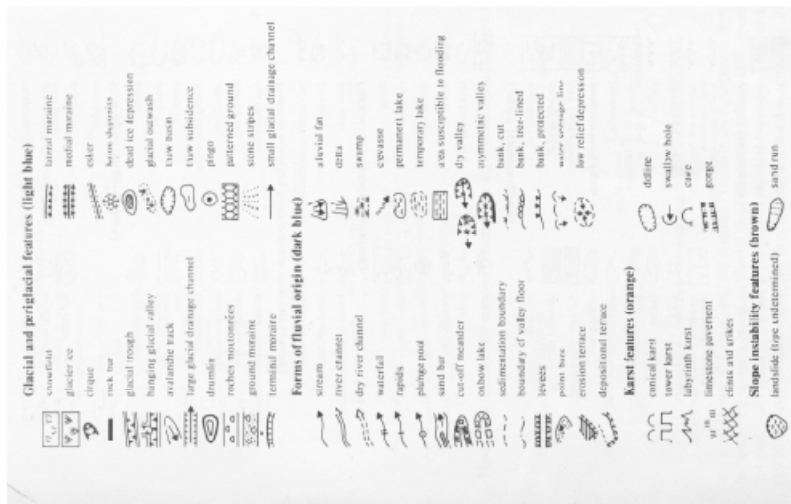 Glacial and periglacial features (light blue)
snowfield
glacier ice
cirque
glacial trough
hanging glacial valley
avalanche track
large glacial drainage channel
drumlin
roches moutonnées
ground moraine
terminal moraine
lateral moraine
medial moraine
esker
kame deposits
dead ice depression
glacial outwash
thaw basin
thaw subsidence
pingo
patterned ground
stone stripes
small glacial drainage channel
Forms of fluvial origin (dark blue)
stream
river channel
dry river channel
waterfall
rapids
plunge pool
sand bar
cut-off meander
oxbow lake
sedimentation boundary
boundary of valley floor
levees
point bars
erosion terrace
depositional terrace
alluvial fan
delta
swamp
crevasse
permanent lake
temporary lake
area susceptible to flooding
dry valley
asymmetric valley
bank, cut
bank, tree-lined
bank, protected
low relief depression
Karst features (orange)
conical karst
tower karst
labyrinth karst
limestone pavement
clints and
doline
swallow hole
cave
gorge
Slope instability features (brown)
landslide (type undetermined)
sand run